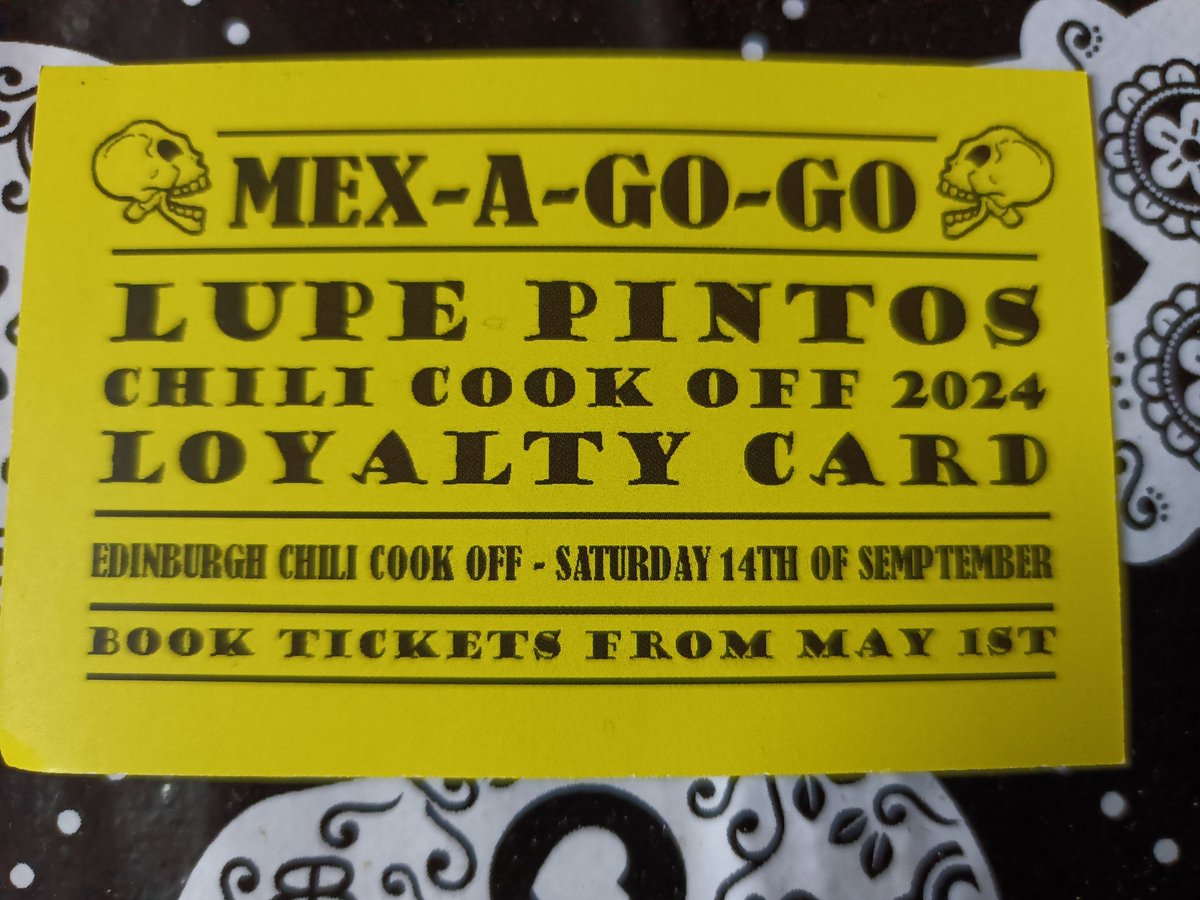 MEX-A-GO-GO
LUPE PINTOS
CHILI COOK OFF 2024
LOYALTY CARD
EDINBURGH CHILI COOK OFF - SATURDAY 14TH OF SEMPTEMBER
BOOK TICKETS FROM MAY 1ST